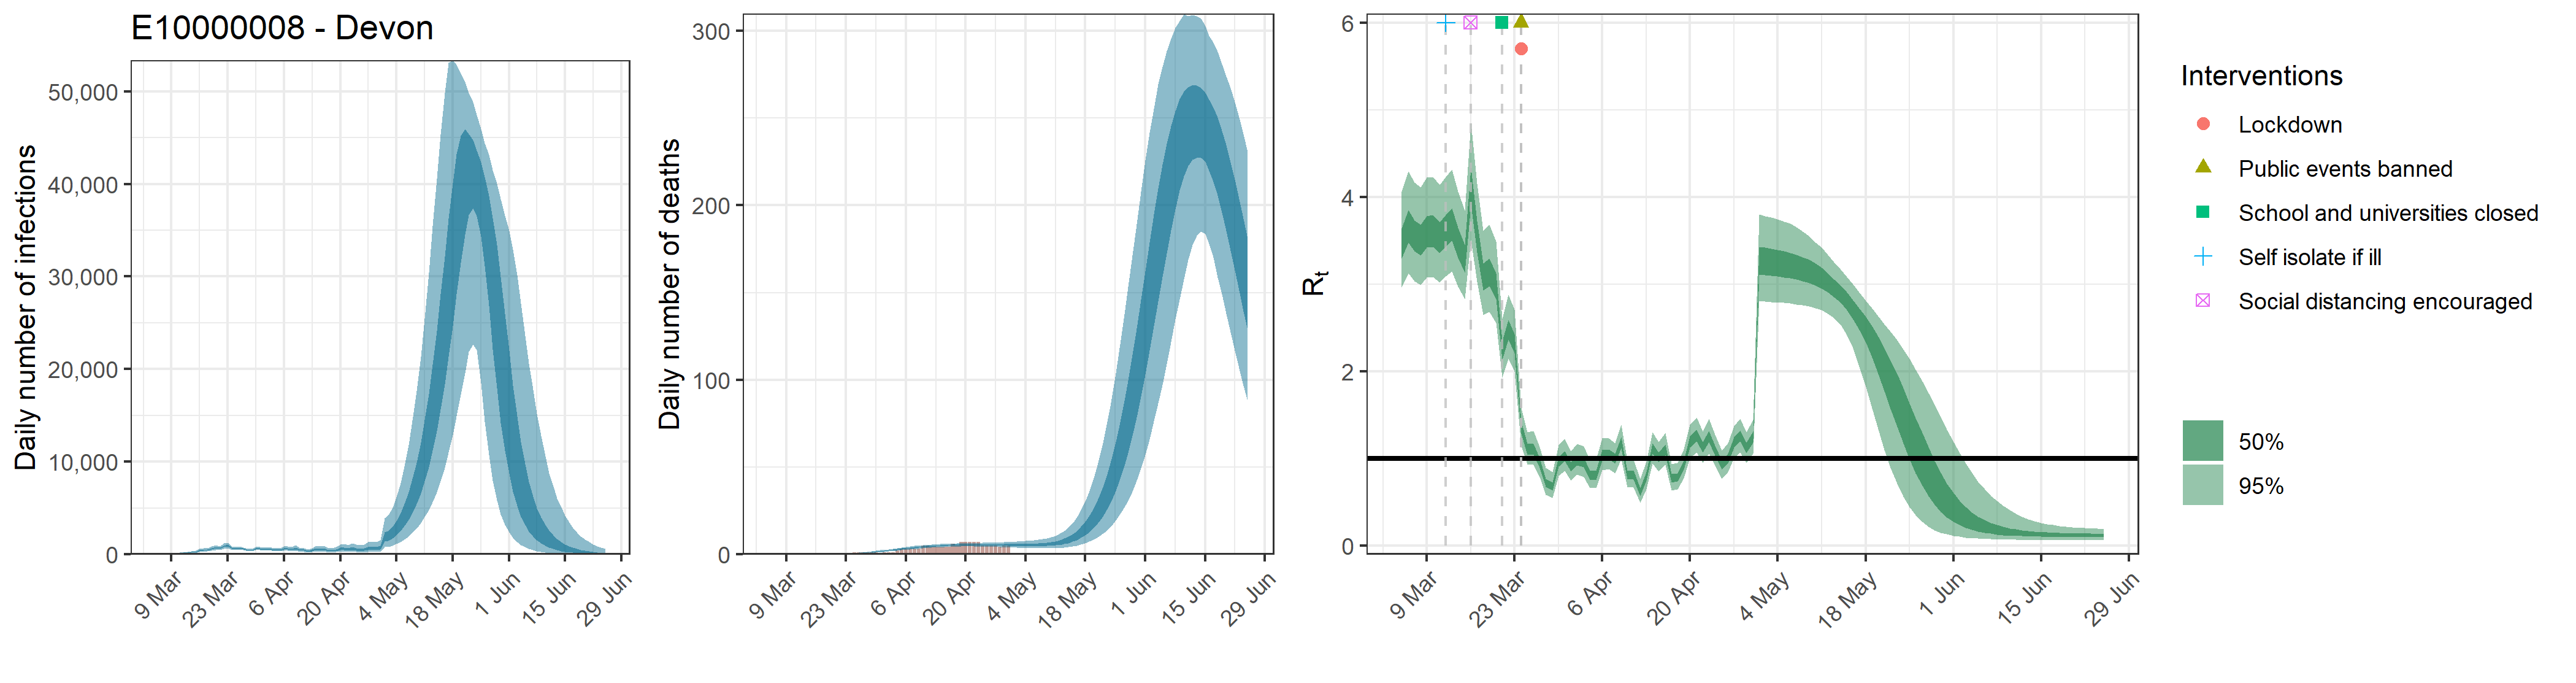 E10000008 - Devon
Daily number of infections
50,000
40,000
30,000
20,000
10,000
0
9 Mar
23 Mar
6 Apr
20 Apr
4 May
18 May
1 Jun
15 Jun
29 Jun
Daily number of deaths
300
200
100
0
9 Mar
23 Mar
6 Apr
20 Apr
4 May
18 May
1 Jun
15 Jun
29 Jun
Rt
6
4
2
0
9 Mar
23 Mar
6 Apr
20 Apr
4 May
18 May
1 Jun
15 Jun
29 Jun
Interventions
Lockdown
Public events banned
School and universities closed
Self isolate if ill
Social distancing encouraged
50%
95%